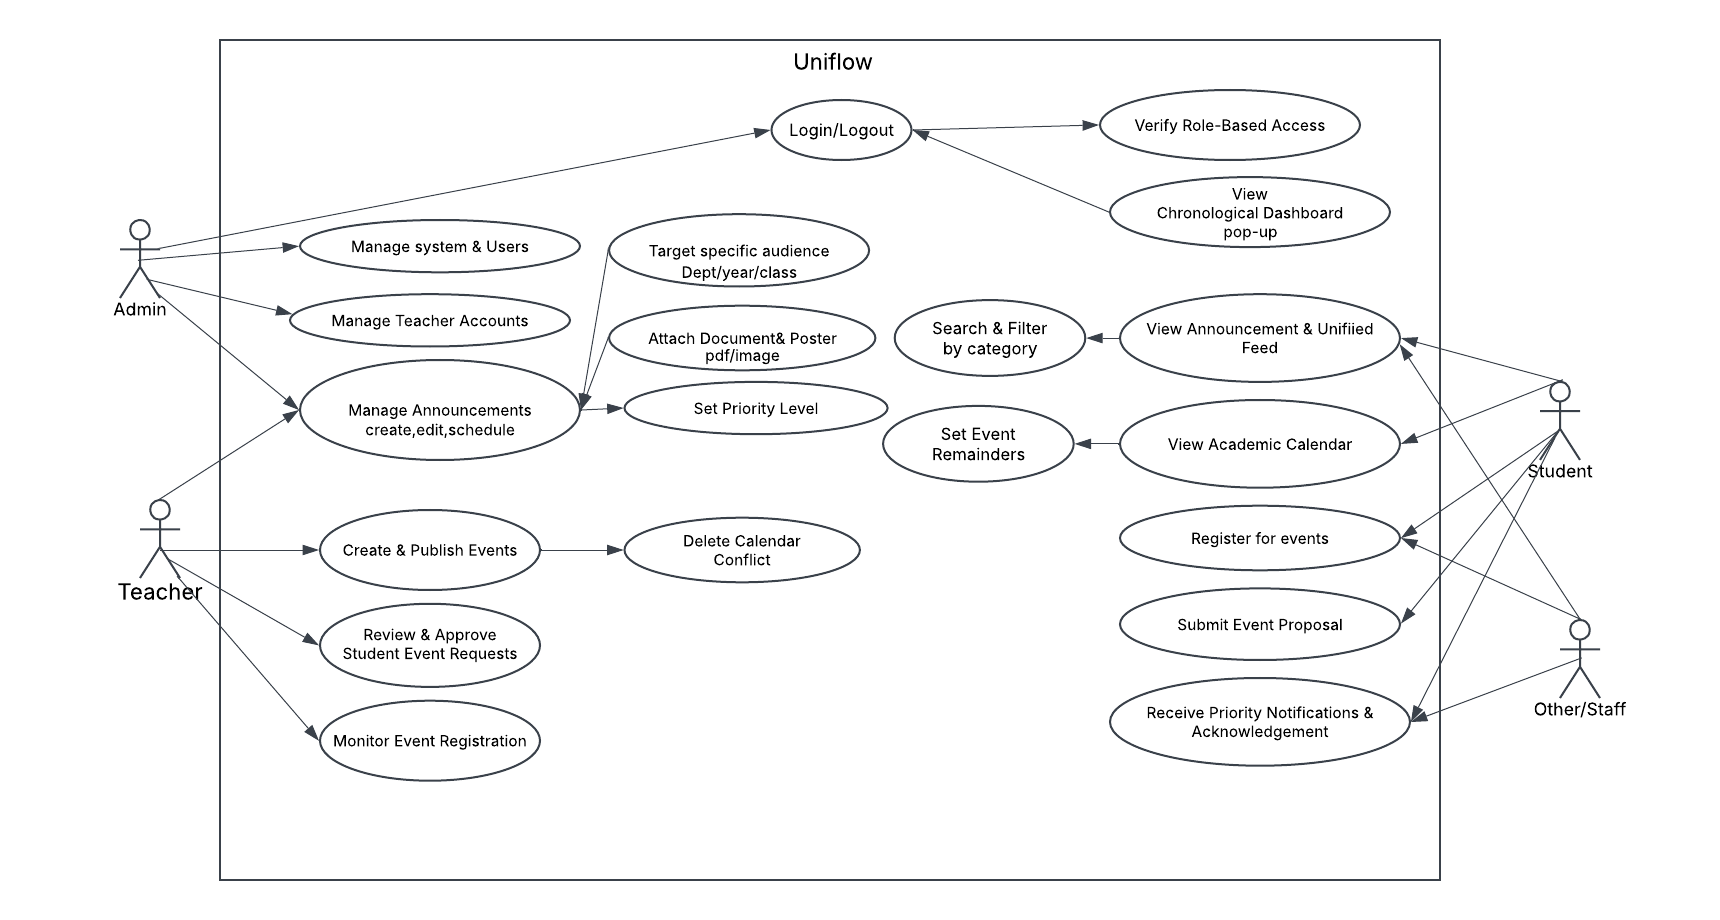 Uniflow
Login/Logout
Verify Role-Based Access
View
Chronological Dashboard
pop-up
Admin
Manage system & Users
Manage Teacher Accounts
Manage Announcements
create,edit,schedule
Target specific audience
Dept/year/class
Attach Document& Poster
pdf/image
Set Priority Level
Search & Filter
by category
View Announcement & Unifiied
Feed
Set Event
Remainders
View Academic Calendar
Student
Teacher
Create & Publish Events
Delete Calendar
Conflict
Register for events
Review & Approve
Student Event Requests
Submit Event Proposal
Monitor Event Registration
Receive Priority Notifications &
Acknowledgement
Other/Staff